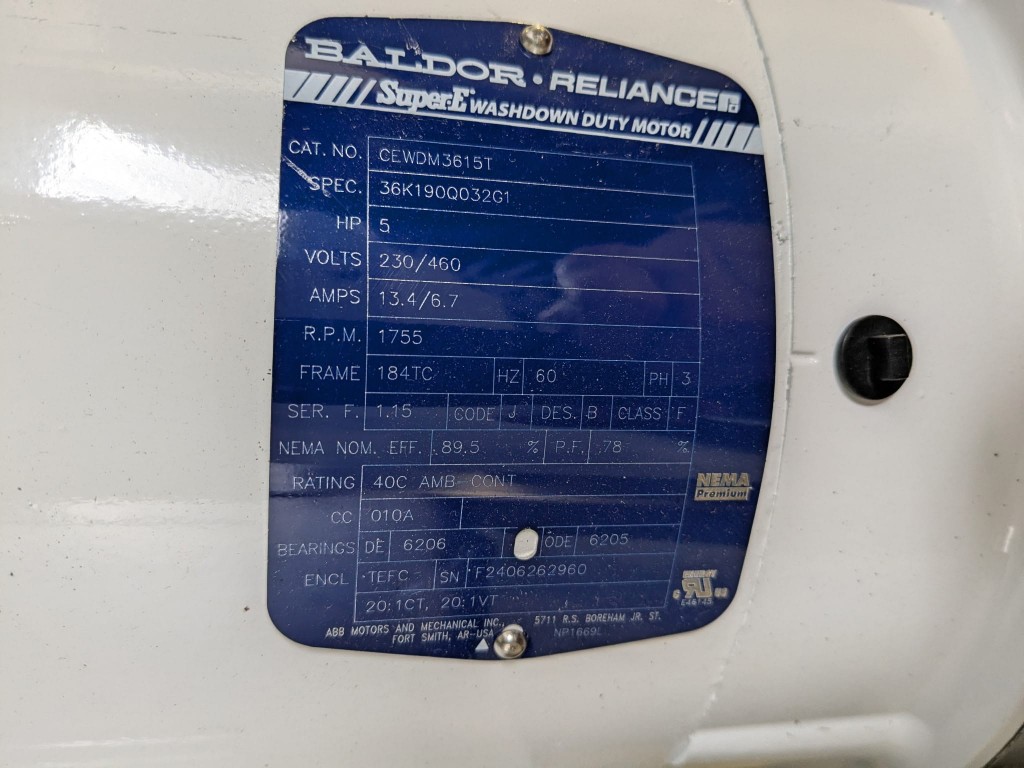 BALDOR • RELIANCE
Super-E WASHDOWN DUTY MOTOR
CAT. NO. CEWDM3615T
SPEC. 36K190Q032G1
HP 5
VOLTS 230/460
AMPS 13.4/6.7
R.P.M. 1755
FRAME 184TC HZ 60 PH 3
SER. F. 1.15 CODE J DES. B CLASS F
NEMA NOM. EFF. 89.5 % P.F. 78 %
RATING 40C AMB-CONT
NEMA
Premium
CC 010A
BEARINGS DE 6206 ODE 6205
ENCL TEFC SN F2406262960
20:1CT, 20:1VT
ABB MOTORS AND MECHANICAL INC., 5711 R.S. BOREHAM JR. ST.
FORT SMITH, AR-USA NP1669L